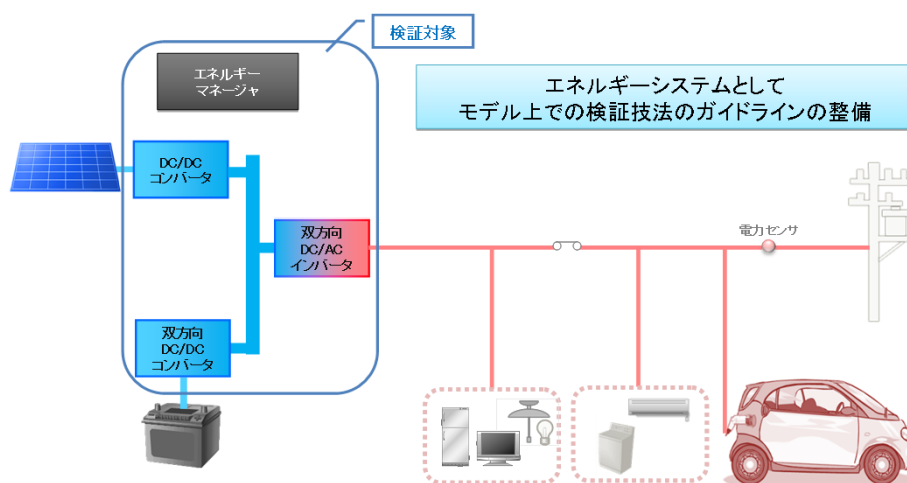 検証対象
エネルギー
マネージャ
エネルギーシステムとして
モデル上での検証技法のガイドラインの整備
DC/DC
コンバータ
双方向
DC/AC
インバータ
電力センサ
双方向
DC/DC
コンバータ